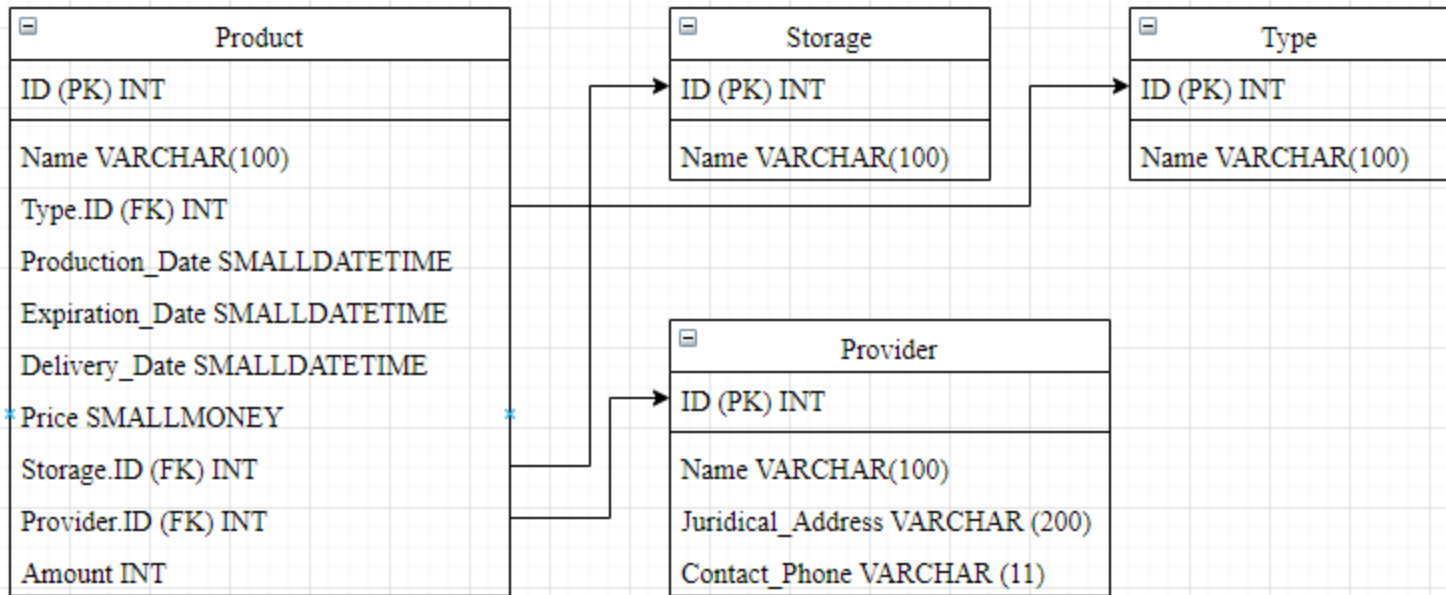 Product
ID (PK) INT
Name VARCHAR(100)
Type.ID (FK) INT
Production_Date SMALLDATETIME
Expiration_Date SMALLDATETIME
Delivery_Date SMALLDATETIME
Price SMALLMONEY
Storage.ID (FK) INT
Provider.ID (FK) INT
Amount INT
Storage
ID (PK) INT
Name VARCHAR(100)
Type
ID (PK) INT
Name VARCHAR(100)
Provider
ID (PK) INT
Name VARCHAR(100)
Juridical_Address VARCHAR (200)
Contact_Phone VARCHAR (11)